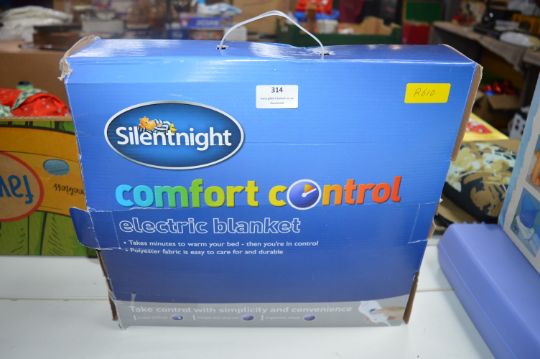 314
R610
Silentnight
comfort control
electric blanket
• Takes minutes to warm your bed - then you're in control
• Polyester fabric is easy to care for and durable
Take control with simplicity and convenience
fav